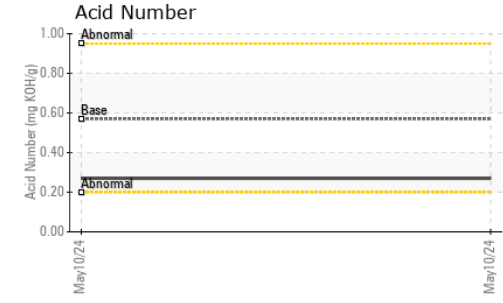 Acid Number
Acid Number (mg KOH/g)
1.00
0.80
0.60
0.40
0.20
0.00
Abnormal
Base
Abnormal
May10/24
May10/24